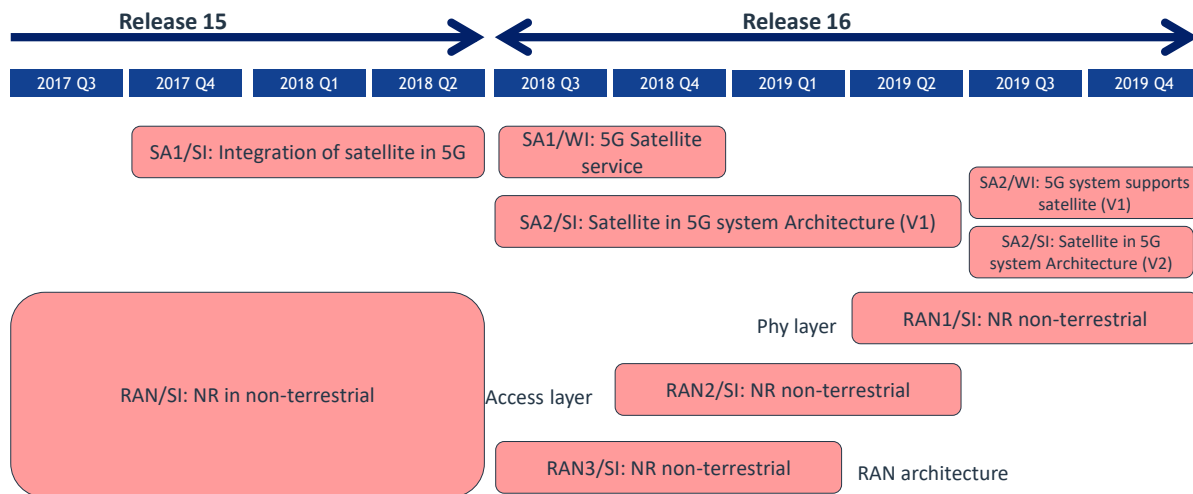 Release 15
Release 16
2017 Q3
2017 Q4
2018 Q1
2018 Q2
2018 Q3
2018 Q4
2019 Q1
2019 Q2
2019 Q3
2019 Q4
SA1/SI: Integration of satellite in 5G
SA1/WI: 5G Satellite
service
SA2/WI: 5G system supports
satellite (V1)
SA2/SI: Satellite in 5G system Architecture (V1)
SA2/SI: Satellite in 5G
system Architecture (V2)
Phy layer
RAN1/SI: NR non-terrestrial
RAN/SI: NR in non-terrestrial
Access layer
RAN2/SI: NR non-terrestrial
RAN3/SI: NR non-terrestrial
RAN architecture